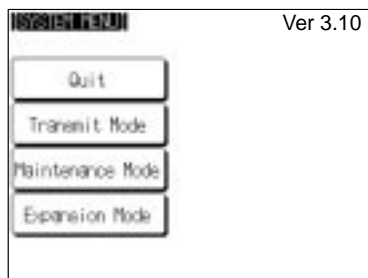 [SYSTEM MENU] Ver 3.10
Quit
Transmit Mode
Maintenance Mode
Expansion Mode